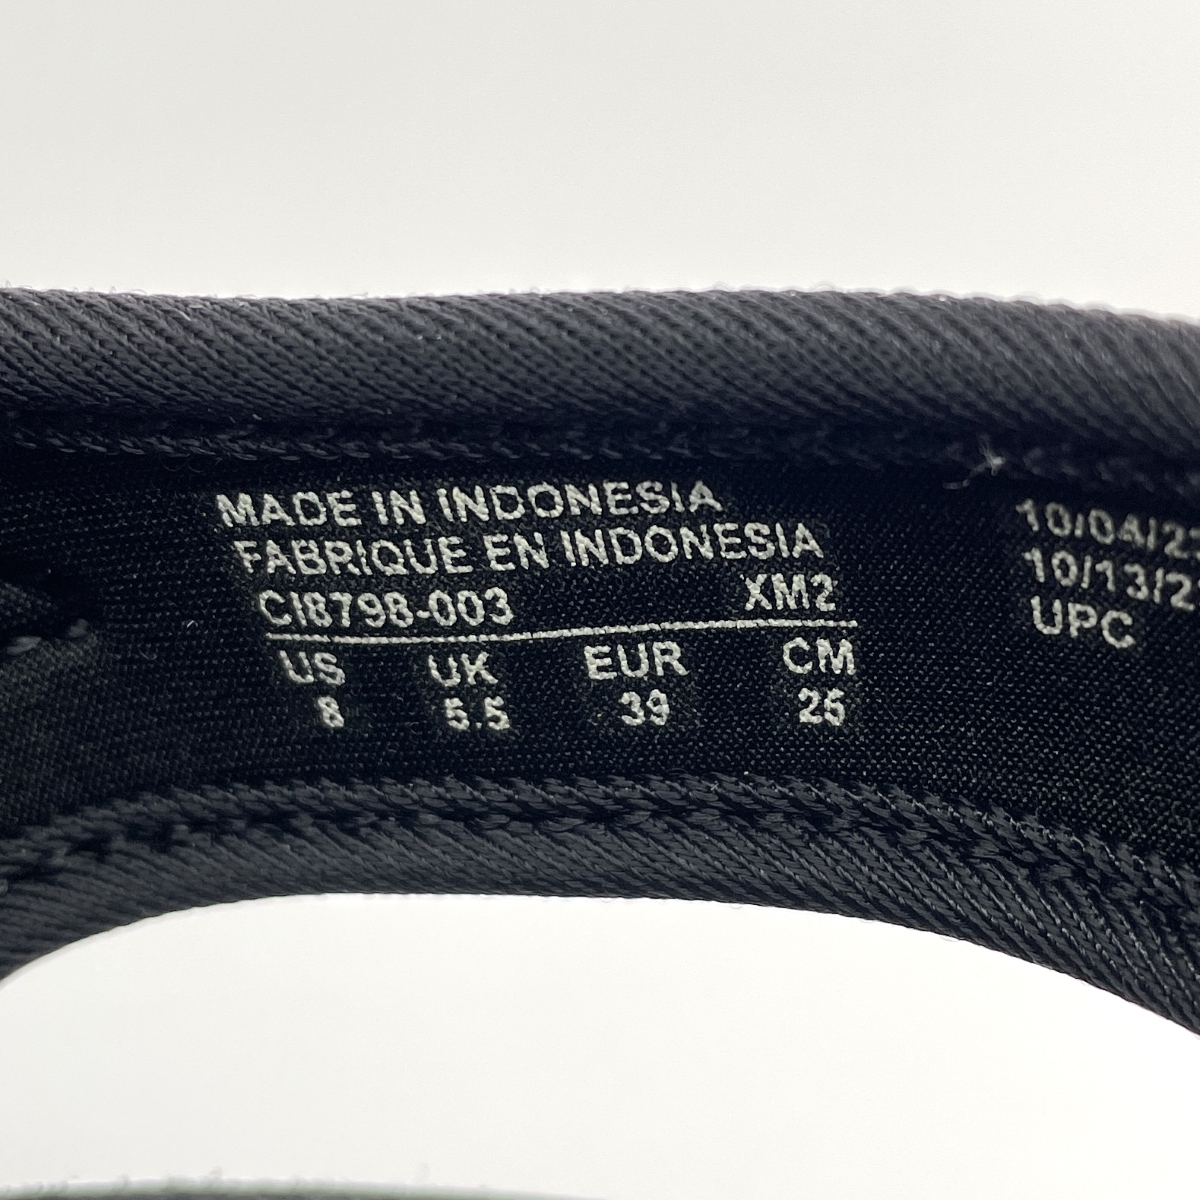 MADE IN INDONESIA
FABRIQUE EN INDONESIA
CI8798-003 XM2
US UK EUR CM
8 5.5 39 25
UPC